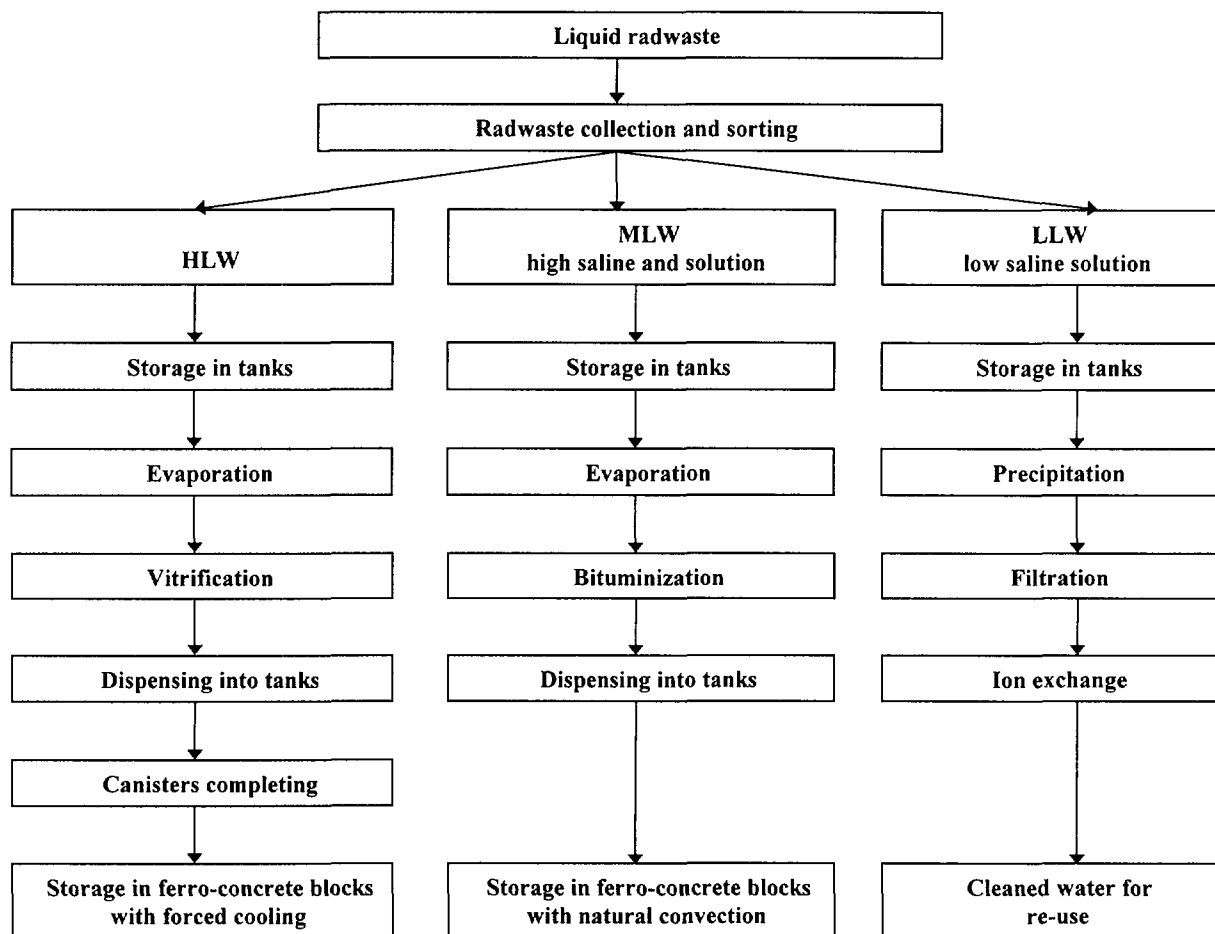 Liquid radwaste
Radwaste collection and sorting
HLW
MLW
high saline and solution
LLW
low saline solution
Storage in tanks
Storage in tanks
Storage in tanks
Evaporation
Evaporation
Precipitation
Vitrification
Bituminization
Filtration
Dispensing into tanks
Dispensing into tanks
Ion exchange
Canisters completing
Storage in ferro-concrete blocks
with forced cooling
Storage in ferro-concrete blocks
with natural convection
Cleaned water for
re-use